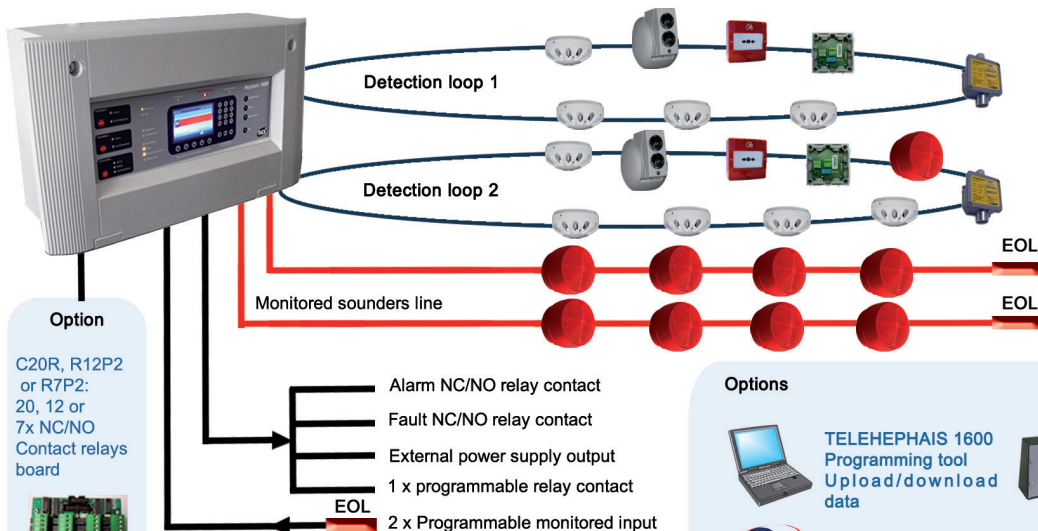 Detection loop 1
Detection loop 2
EOL
Monitored sounders line
EOL
Option
C20R, R12P2
or R7P2:
20, 12 or
7x NC/NO
Contact relays
board
Alarm NC/NO relay contact
Fault NC/NO relay contact
External power supply output
1 x programmable relay contact
EOL
2 x Programmable monitored input
Options
TELEHEPHAIS 1600
Programming tool
Upload/download
data